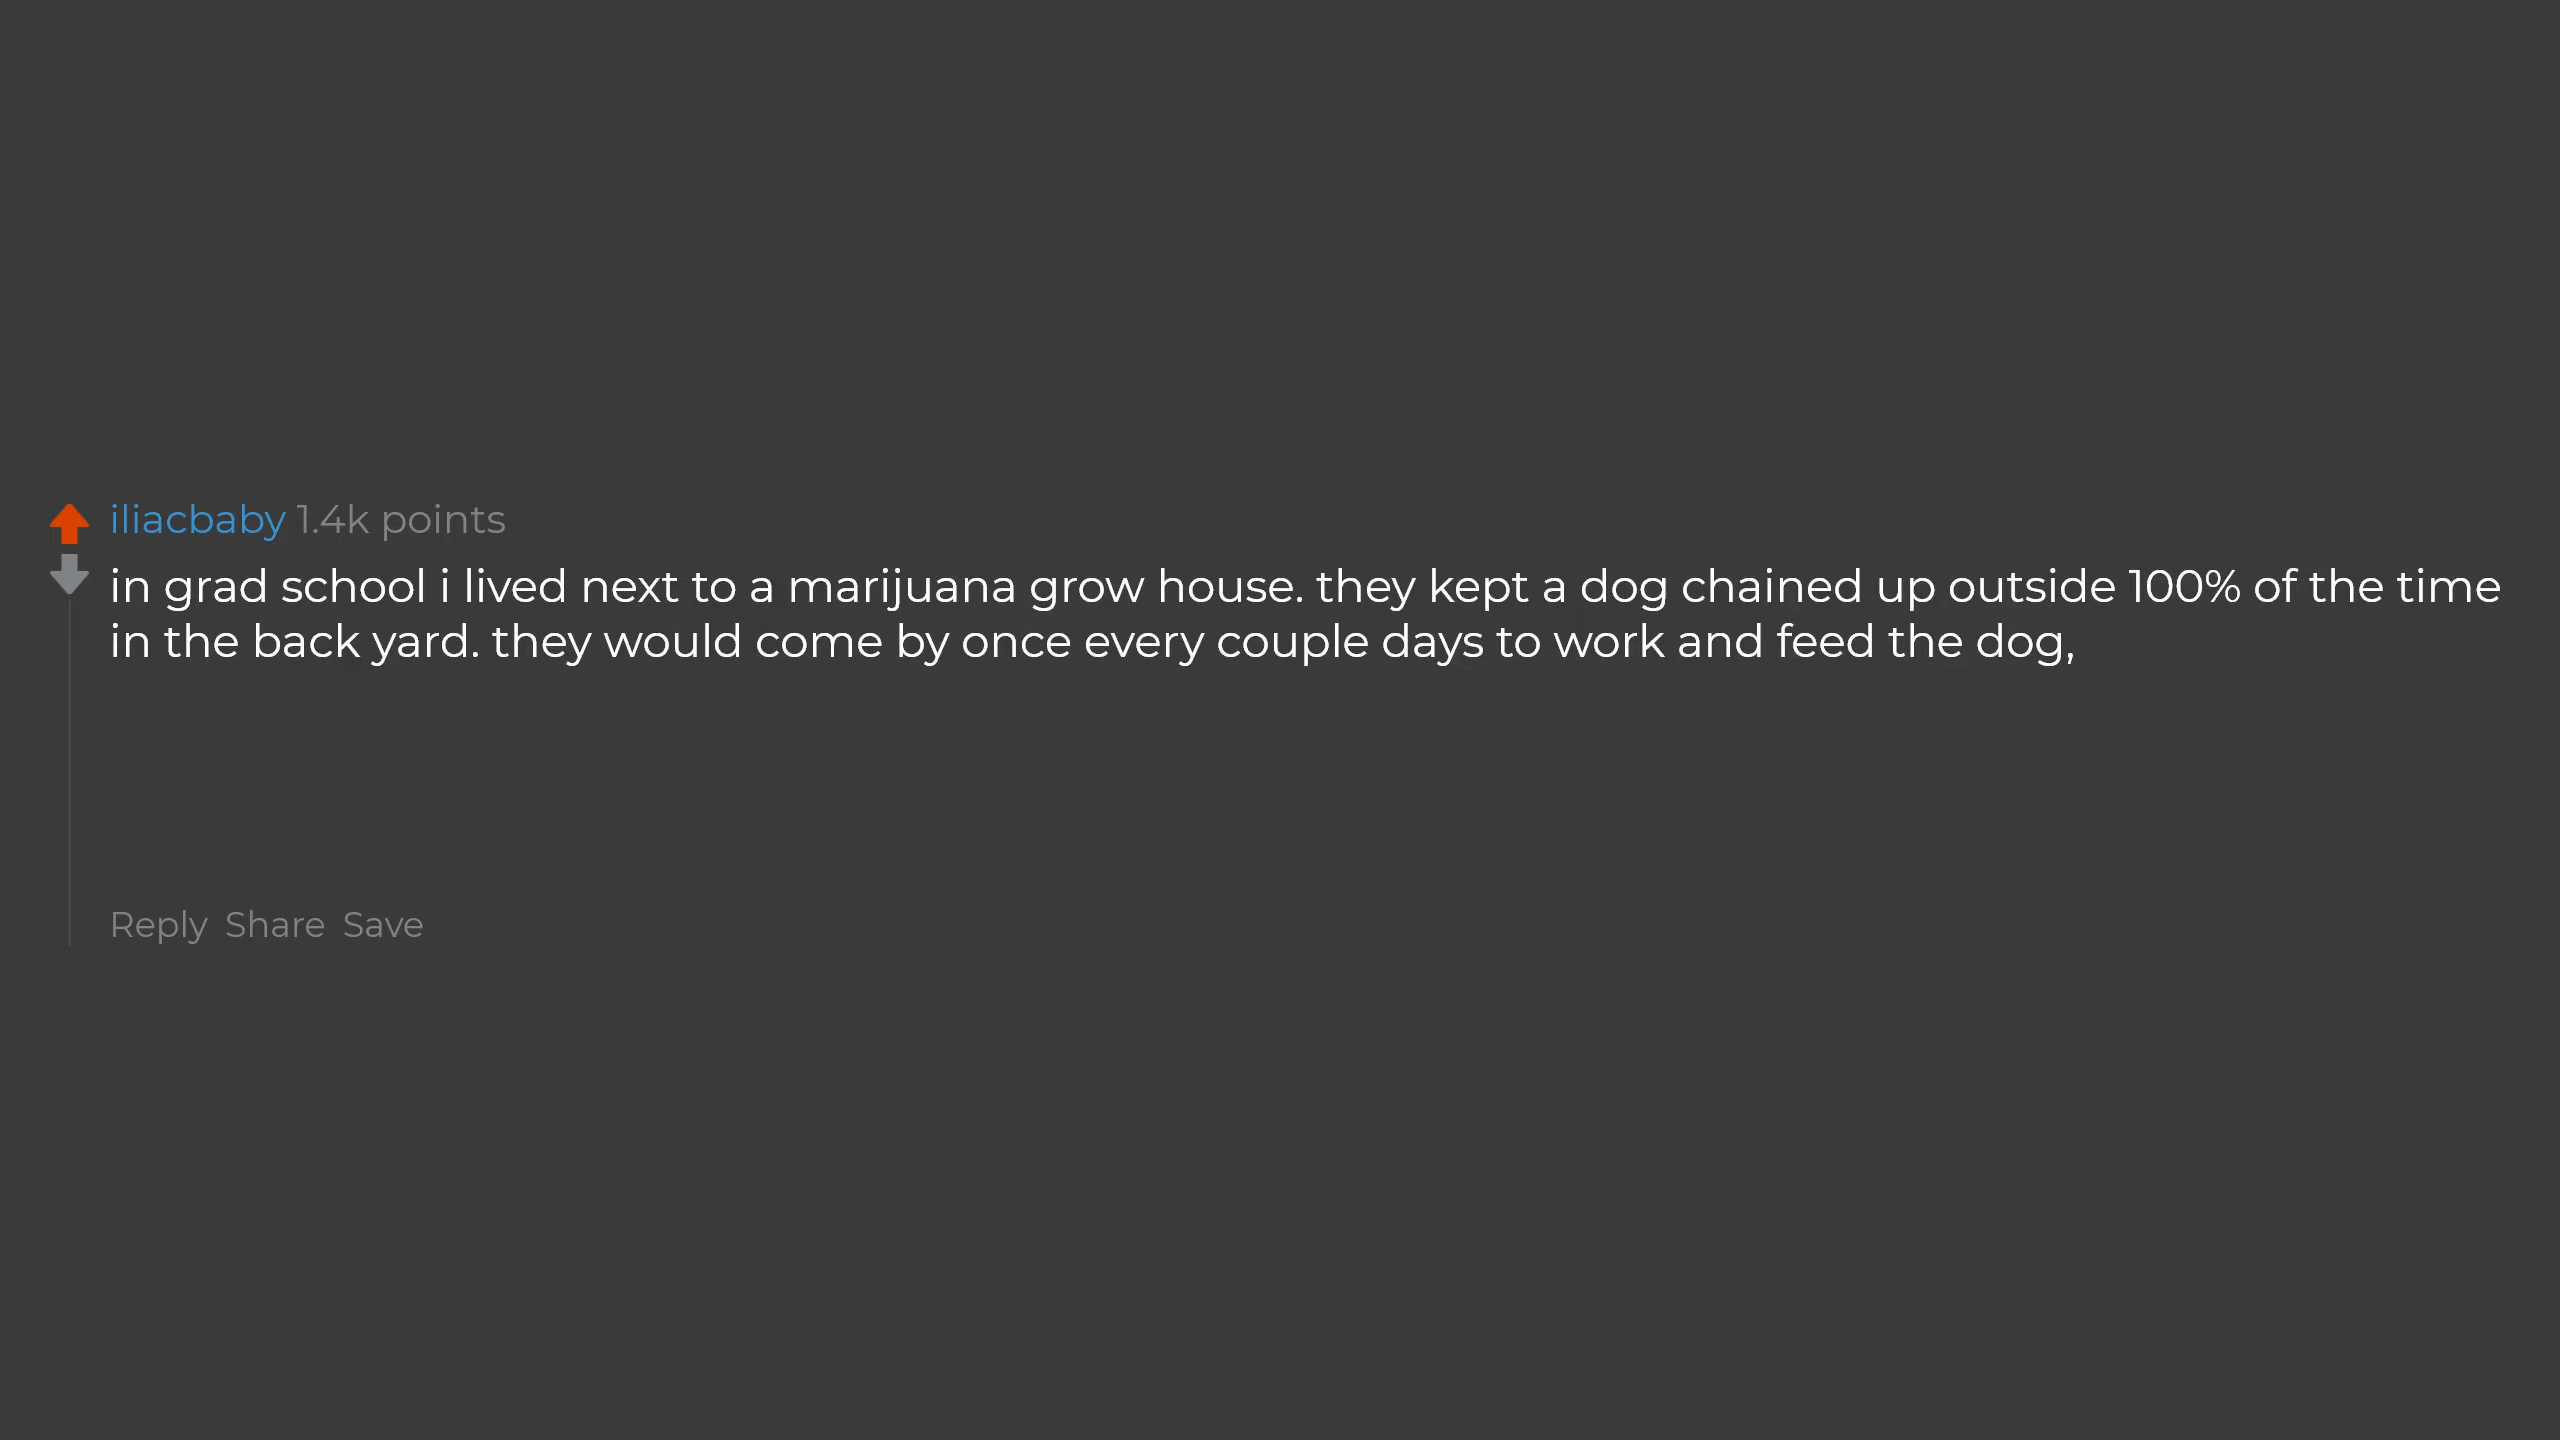 iliacbaby 1.4k points
in grad school i lived next to a marijuana grow house. they kept a dog chained up outside 100% of the time
in the back yard. they would come by once every couple days to work and feed the dog,
Reply Share Save